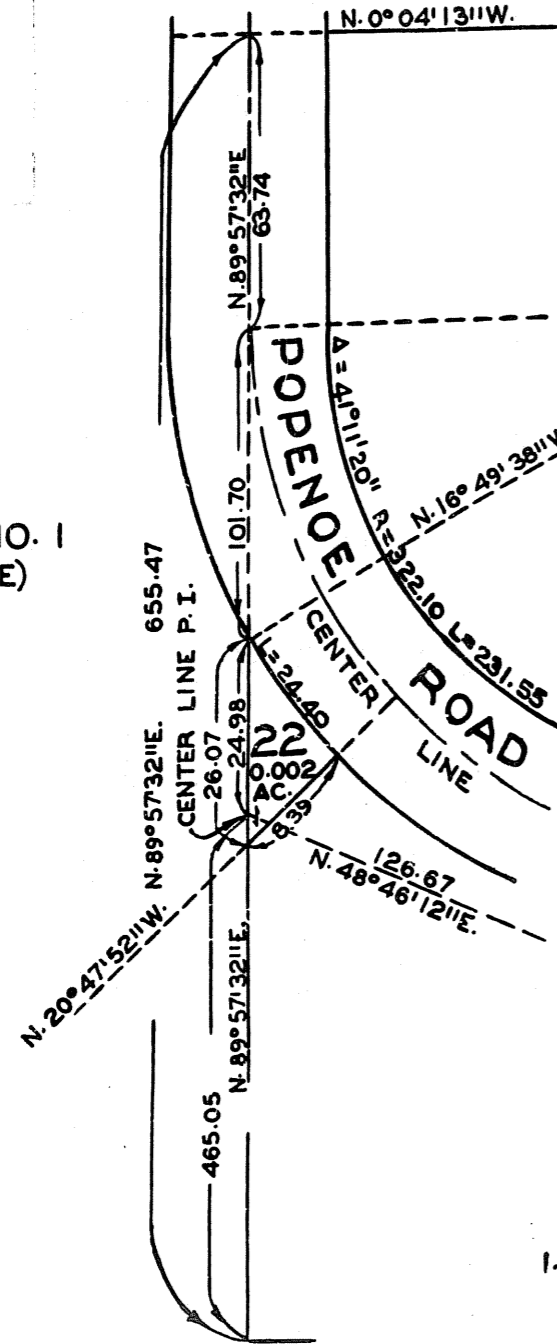 N. 0° 04' 13" W.
N. 89° 57' 32" E
63.74
POPENOE
ROAD
Δ = 41° 11' 20" R = 322.10 L = 231.55
N. 16° 49' 38" W
101.70
O. 1
E)
655.47
N. 89° 57' 32" E.
CENTER LINE P. I.
26.07
24.98
L = 24.40
CENTER
LINE
22
0.002
AC.
8.39
126.67
N. 48° 46' 12" E.
N. 20° 47' 52" W.
N. 89° 57' 32" E.
465.05
1.